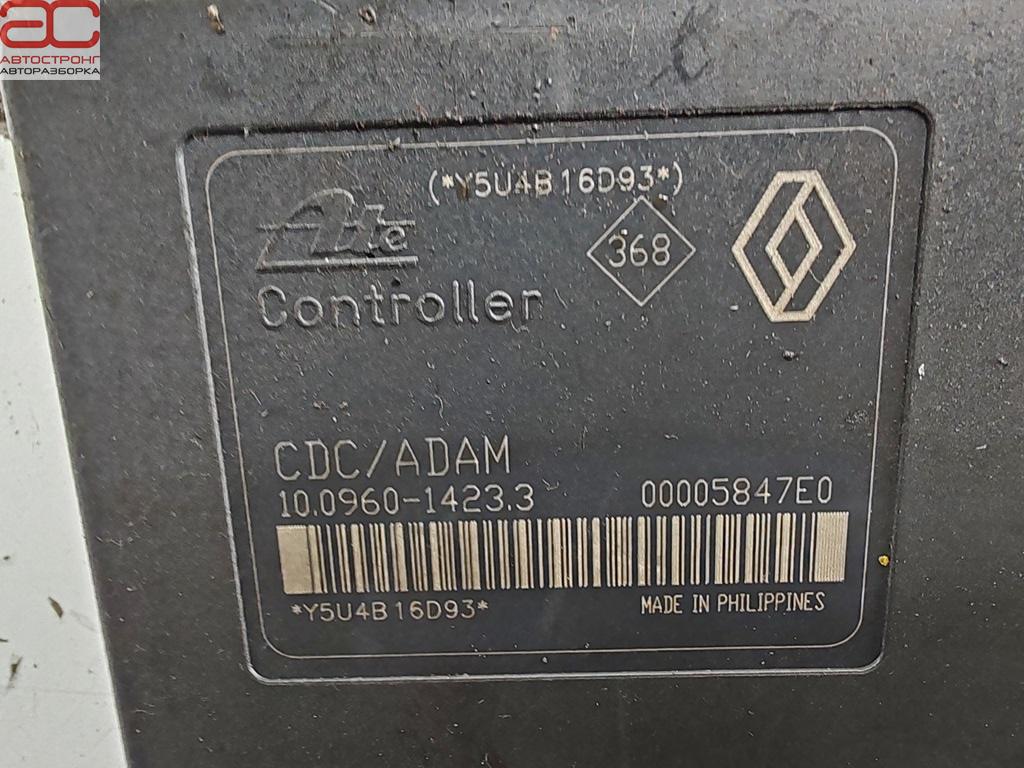 ас
АВТОСТРОНГ
АВТОРАЗБОРКА
(*Y5U4B16D93*)
Ate
368
Controller
CDC/ADAM
10.0960-1423.3 00005847E0
*Y5U4B16D93* MADE IN PHILIPPINES